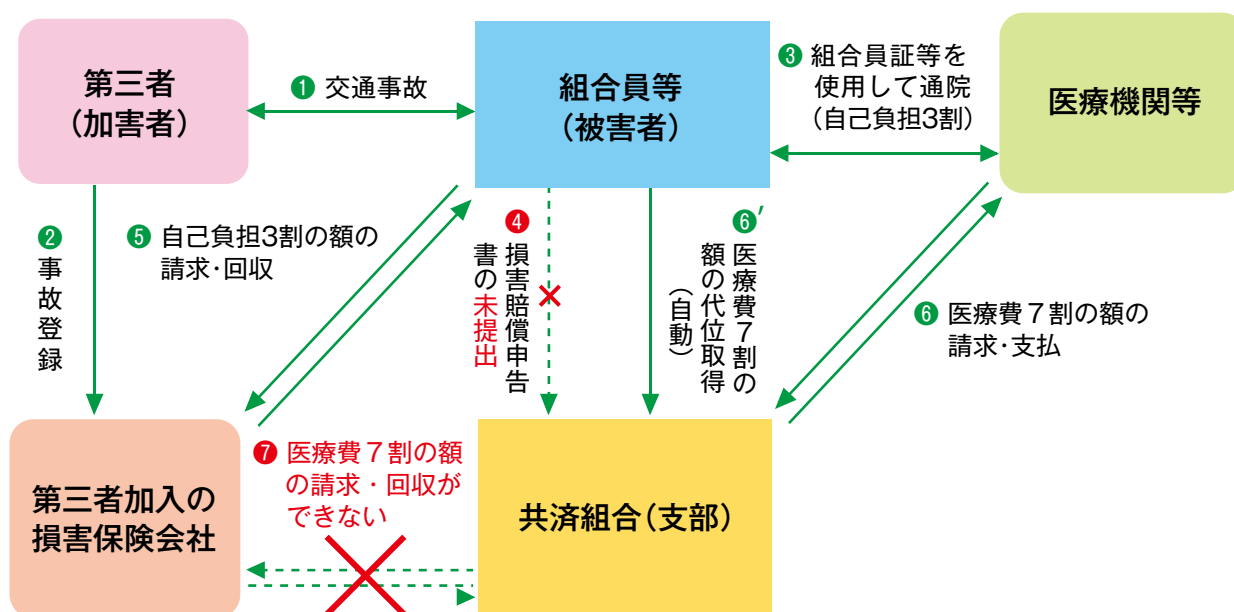 第三者
（加害者）
❶ 交通事故
組合員等
（被害者）
❸ 組合員証等を
使用して通院
（自己負担3割）
医療機関等
❷ 事故登録
❺ 自己負担3割の額の
請求・回収
❹ 損害賠償申告
書の未提出
❻′医療費７割の
額の代位取得
（自動）
❻ 医療費７割の額の
請求・支払
第三者加入の
損害保険会社
❼ 医療費７割の額
の請求・回収が
できない
共済組合（支部）